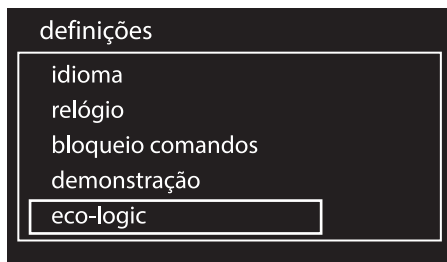 definições
idioma
relógio
bloqueio comandos
demonstração
eco-logic